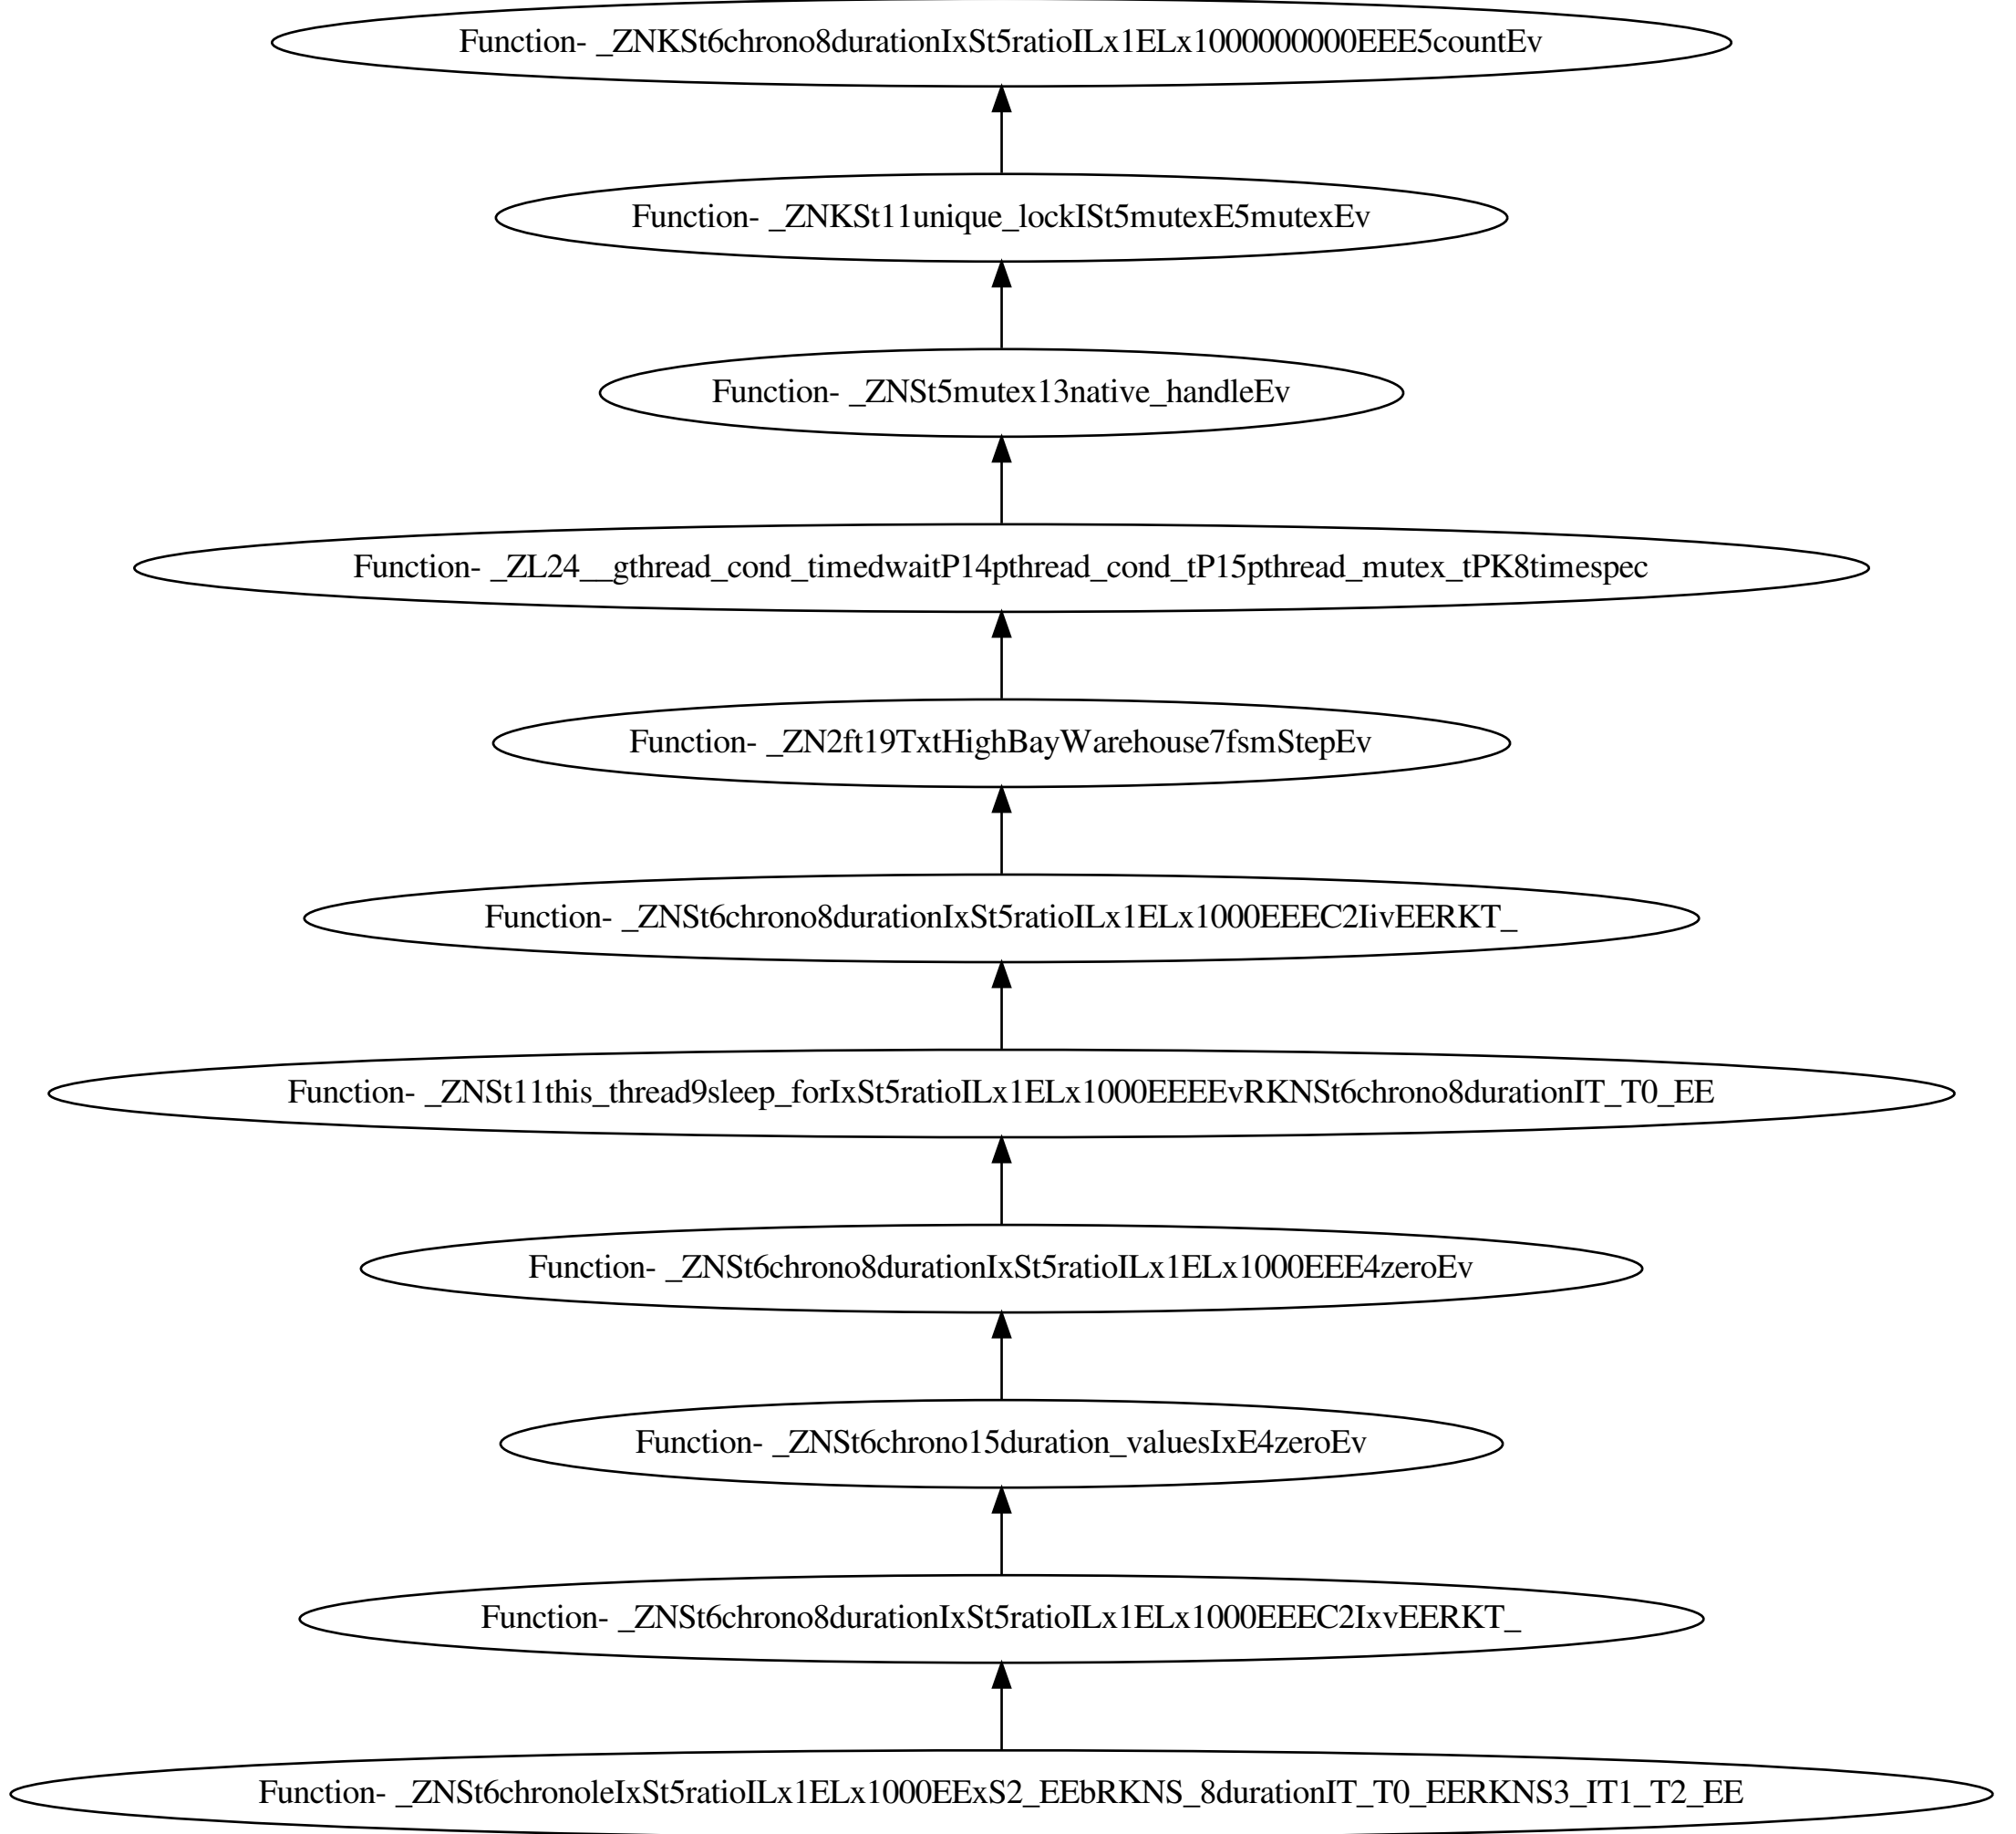 Function- _ZNKSt6chrono8durationIxSt5ratioILx1ELx1000000000EEE5countEv
Function- _ZNKSt11unique_lockISt5mutexE5mutexEv
Function- _ZNSt5mutex13native_handleEv
Function- _ZL24__gthread_cond_timedwaitP14pthread_cond_tP15pthread_mutex_tPK8timespec
Function- _ZN2ft19TxtHighBayWarehouse7fsmStepEv
Function- _ZNSt6chrono8durationIxSt5ratioILx1ELx1000EEEC2IivEERKT_
Function- _ZNSt11this_thread9sleep_forIxSt5ratioILx1ELx1000EEEEvRKNSt6chrono8durationIT_T0_EE
Function- _ZNSt6chrono8durationIxSt5ratioILx1ELx1000EEE4zeroEv
Function- _ZNSt6chrono15duration_valuesIxE4zeroEv
Function- _ZNSt6chrono8durationIxSt5ratioILx1ELx1000EEEC2IxvEERKT_
Function- _ZNSt6chronoleIxSt5ratioILx1ELx1000EExS2_EEbRKNS_8durationIT_T0_EERKNS3_IT1_T2_EE